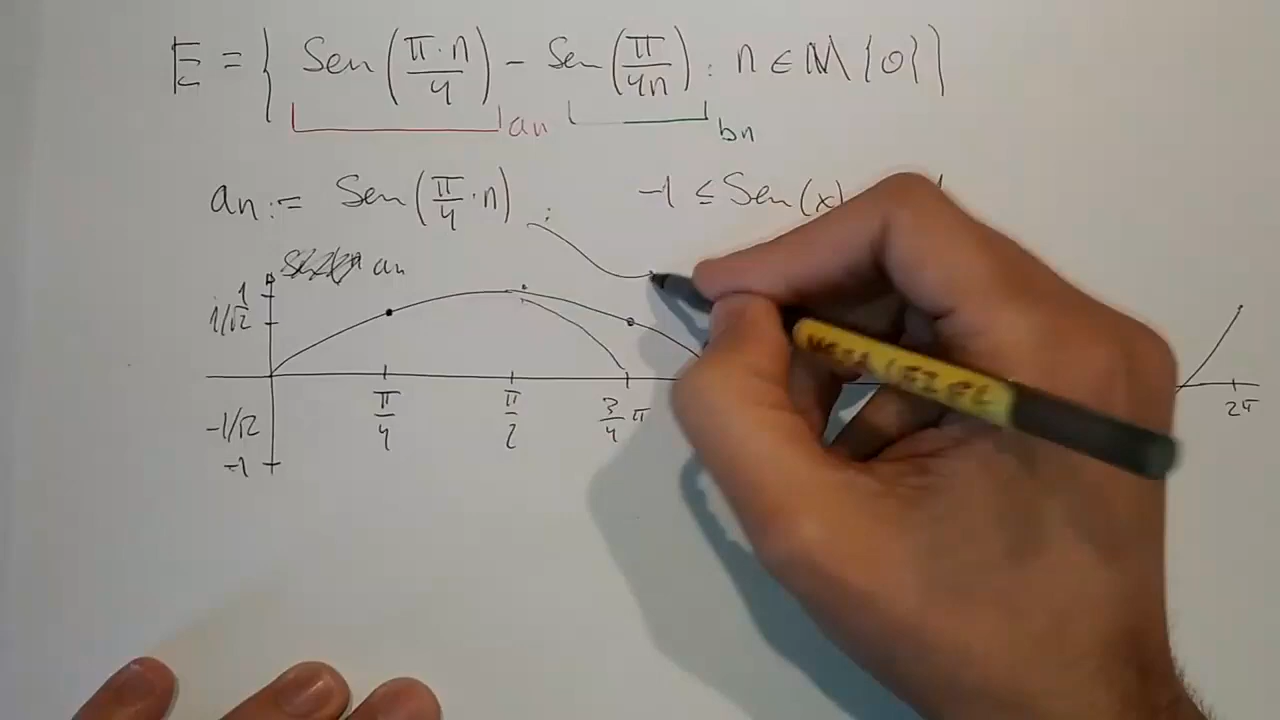 E = { Sen(π·n/4) - Sen(π/4n) : n ∈ ℕ\{0} }
an bn
an := Sen(π/4 · n) ; -1 ≤ Sen(x)
an
1
1/√2
π/4 π/2 3/4 π 2π
-1/√2
-1